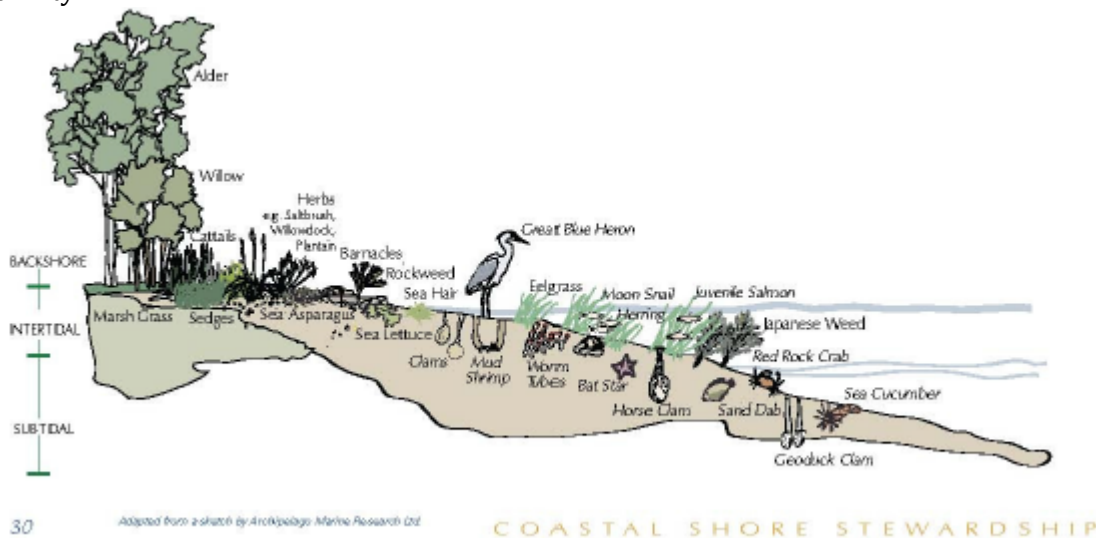 Alder
Willow
Herbs
e.g. Saltbrush,
Willowdock,
Plantain
Cattails
Barnacles
Great Blue Heron
BACKSHORE
Rockweed
Sea Hair
Eelgrass
Moon Snail
Juvenile Salmon
Herring
Marsh Grass
Sedges
Sea Asparagus
INTERTIDAL
Sea Lettuce
Japanese Weed
Clams
Mud
Shrimp
Worm
Tubes
Bat Star
Red Rock Crab
Horse Clam
Sand Dab
Sea Cucumber
SUBTIDAL
Geoduck Clam
30
Adapted from a sketch by Archipelago Marine Research Ltd.
COASTAL SHORE STEWARDSHIP